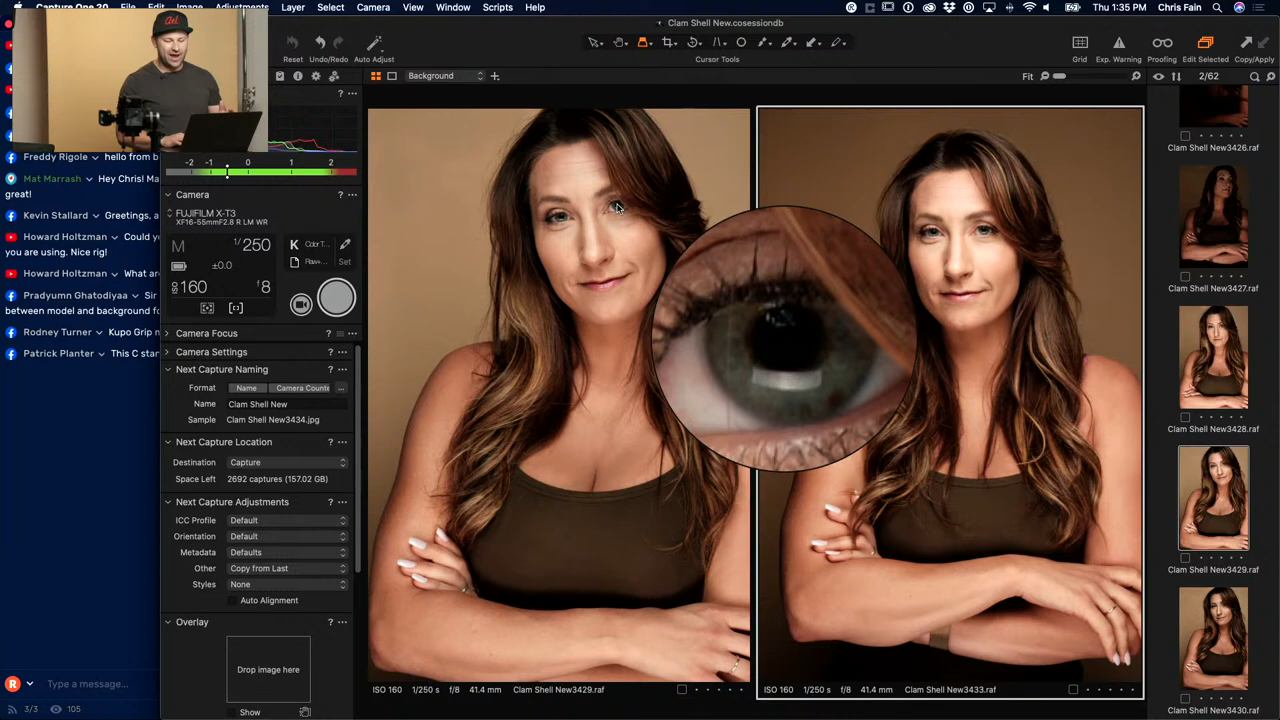 Capture One 20 File Edit Image Adjustments Layer Select Camera View Window Scripts Help
Thu 1:35 PM Chris Fain
Clam Shell New.cosessiondb
Reset Undo/Redo Auto Adjust
Cursor Tools
Grid Exp. Warning Proofing Edit Selected Copy/Apply
Background
Fit
2/62
Freddy Rigole hello from b
Mat Marrash Hey Chris! Ma
great!
Kevin Stallard Greetings, a
Howard Holtzman Could yo
you are using. Nice rig!
Howard Holtzman What are
Pradyumn Ghatodiyaa Sir
between model and background fo
Rodney Turner Kupo Grip
Patrick Planter This C star
Type a message...
3/3 105
-2 -1 0 1 2
Camera
FUJIFILM X-T3
XF16-55mmF2.8 R LM WR
M 1/250
±0.0
ISO 160 f 8
K Color T...
Raw+...
Set
Camera Focus
Camera Settings
Next Capture Naming
Format Name Camera Counte ...
Name Clam Shell New
Sample Clam Shell New3434.jpg
Next Capture Location
Destination Capture
Space Left 2692 captures (157.02 GB)
Next Capture Adjustments
ICC Profile Default
Orientation Default
Metadata Defaults
Other Copy from Last
Styles None
Auto Alignment
Overlay
Drop image here
Show
ISO 160 1/250 s f/8 41.4 mm Clam Shell New3429.raf
ISO 160 1/250 s f/8 41.4 mm Clam Shell New3433.raf
Clam Shell New3426.raf
Clam Shell New3427.raf
Clam Shell New3428.raf
Clam Shell New3429.raf
Clam Shell New3430.raf